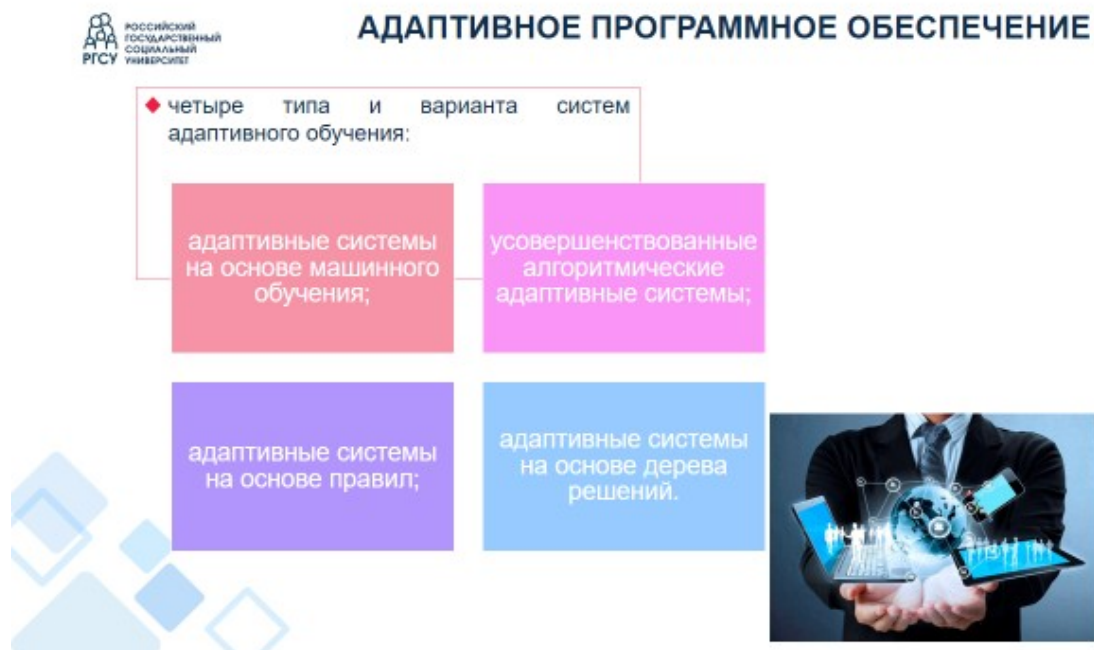 РОССИЙСКИЙ
ГОСУДАРСТВЕННЫЙ
СОЦИАЛЬНЫЙ
УНИВЕРСИТЕТ
РГСУ
АДАПТИВНОЕ ПРОГРАММНОЕ ОБЕСПЕЧЕНИЕ
четыре типа и варианта систем
адаптивного обучения:
адаптивные системы
на основе машинного
обучения;
усовершенствованные
алгоритмические
адаптивные системы;
адаптивные системы
на основе правил;
адаптивные системы
на основе дерева
решений.